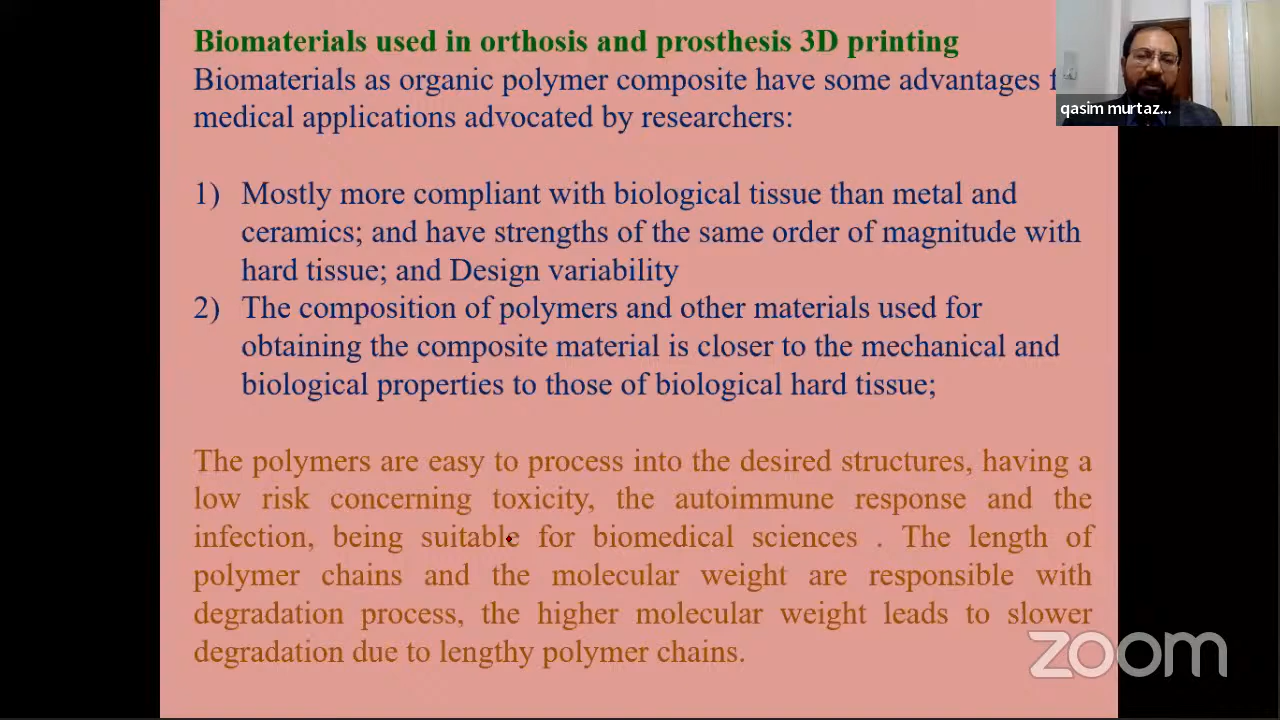 Biomaterials used in orthosis and prosthesis 3D printing
Biomaterials as organic polymer composite have some advantages
medical applications advocated by researchers:
1) Mostly more compliant with biological tissue than metal and
ceramics; and have strengths of the same order of magnitude with
hard tissue; and Design variability
2) The composition of polymers and other materials used for
obtaining the composite material is closer to the mechanical and
biological properties to those of biological hard tissue;
The polymers are easy to process into the desired structures, having a
low risk concerning toxicity, the autoimmune response and the
infection, being suitable for biomedical sciences . The length of
polymer chains and the molecular weight are responsible with
degradation process, the higher molecular weight leads to slower
degradation due to lengthy polymer chains.
qasim murtaz...
zoom